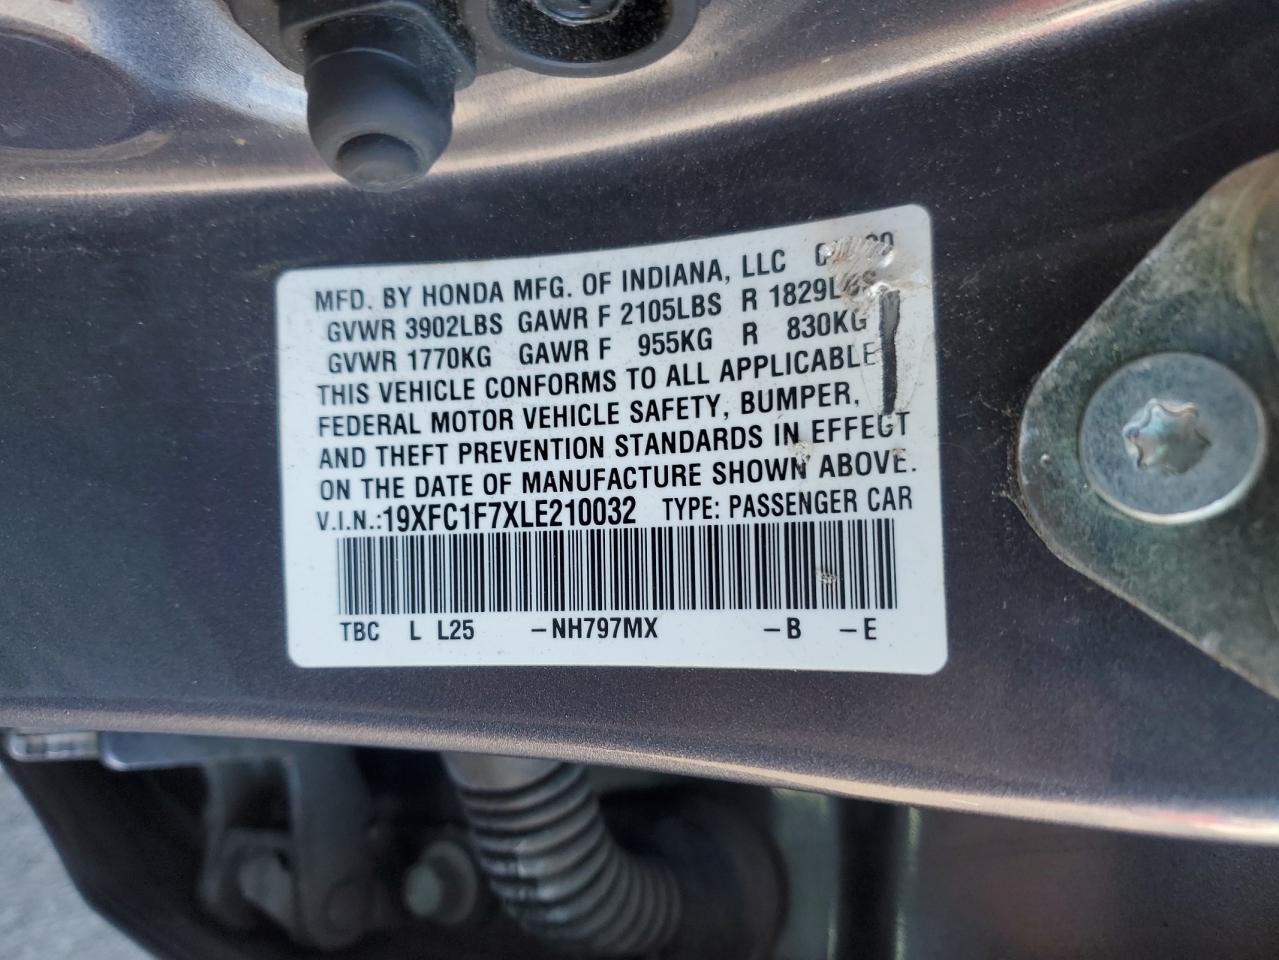 MFD. BY HONDA MFG. OF INDIANA, LLC
GVWR 3902LBS GAWR F 2105LBS R 1829LBS
GVWR 1770KG GAWR F 955KG R 830KG
THIS VEHICLE CONFORMS TO ALL APPLICABLE
FEDERAL MOTOR VEHICLE SAFETY, BUMPER,
AND THEFT PREVENTION STANDARDS IN EFFECT
ON THE DATE OF MANUFACTURE SHOWN ABOVE.
V.I.N.:19XFC1F7XLE210032 TYPE: PASSENGER CAR
TBC L L25 -NH797MX -B -E